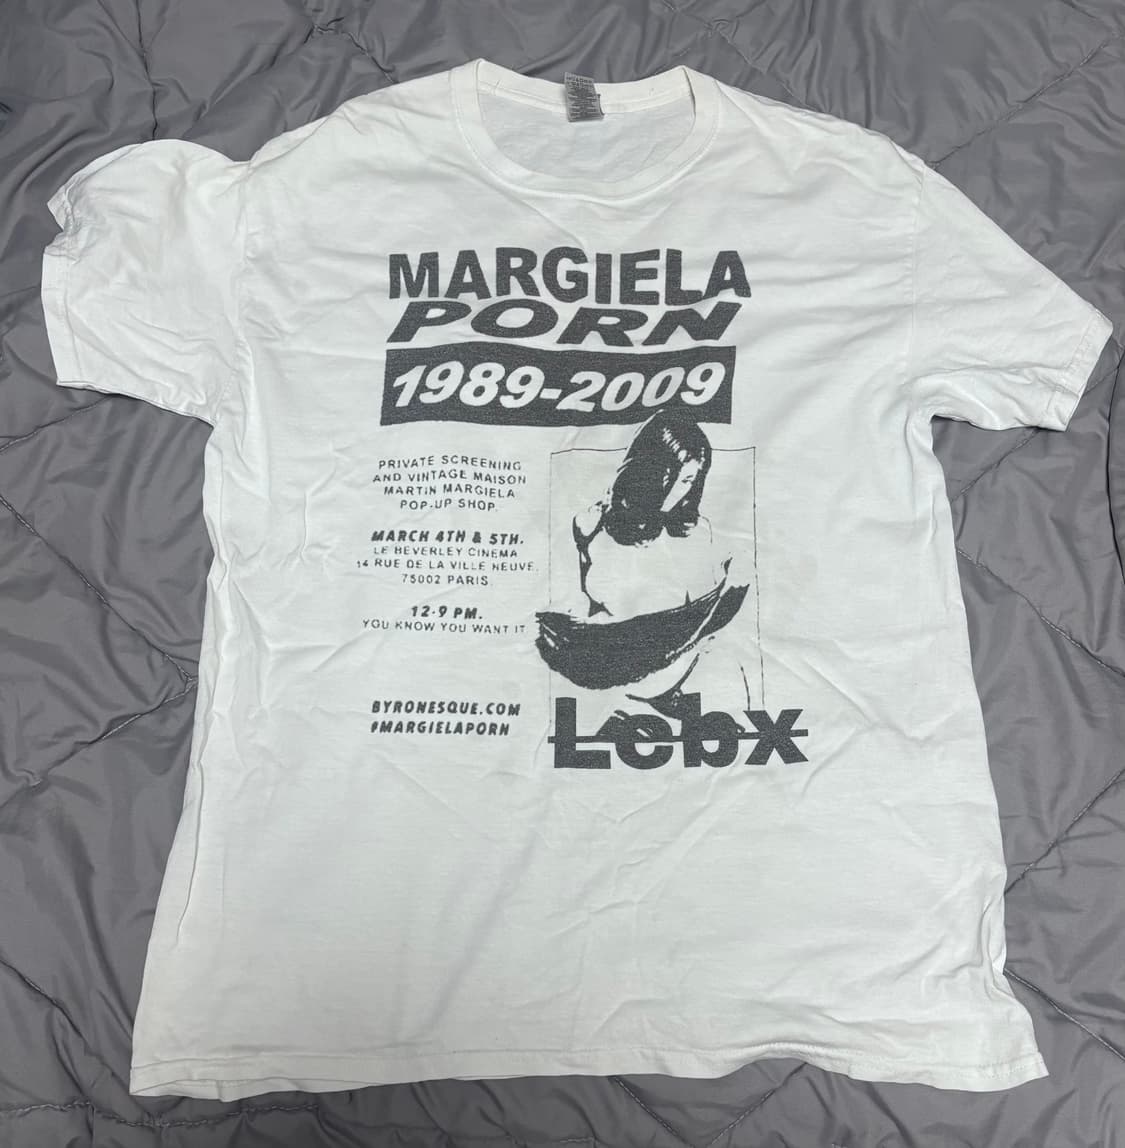 MARGIELA
PORN
1989-2009
PRIVATE SCREENING
AND VINTAGE MAISON
MARTIN MARGIELA
POP-UP SHOP.
MARCH 4TH & 5TH.
LE BEVERLEY CINEMA
14 RUE DE LA VILLE NEUVE.
75002 PARIS.
12-9 PM.
YOU KNOW YOU WANT IT
BYRONESQUE.COM
#MARGIELAPORN
Lebx